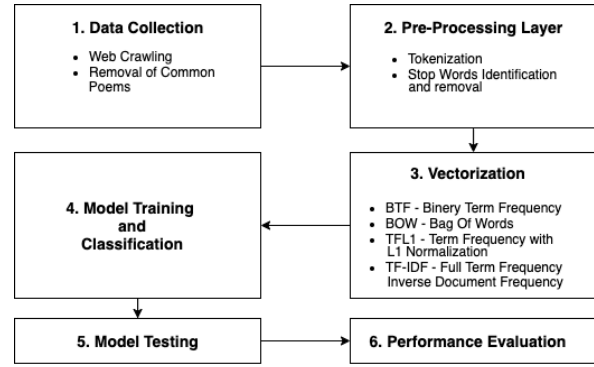 1. Data Collection
• Web Crawling
• Removal of Common
Poems
2. Pre-Processing Layer
• Tokenization
• Stop Words Identification
and removal
3. Vectorization
• BTF - Binery Term Frequency
• BOW - Bag Of Words
• TFL1 - Term Frequency with
L1 Normalization
• TF-IDF - Full Term Frequency
Inverse Document Frequency
4. Model Training
and
Classification
5. Model Testing
6. Performance Evaluation